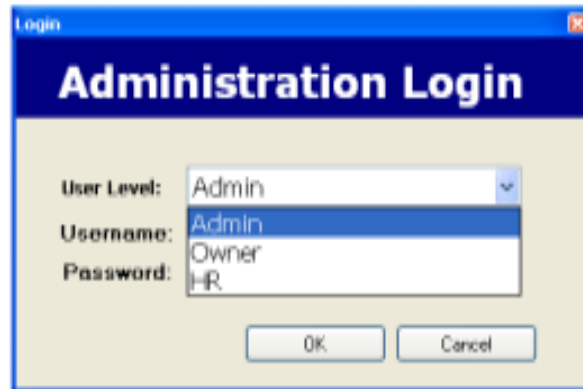 Login
Administration Login
User Level: Admin
Admin
Username:
Owner
Password:
HR
OK Cancel